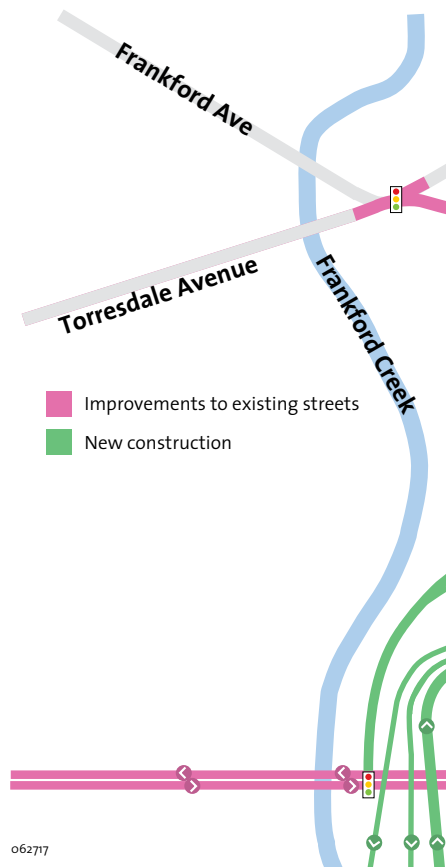 Frankford Ave
Torresdale Avenue
Frankford Creek
Improvements to existing streets
New construction
062717